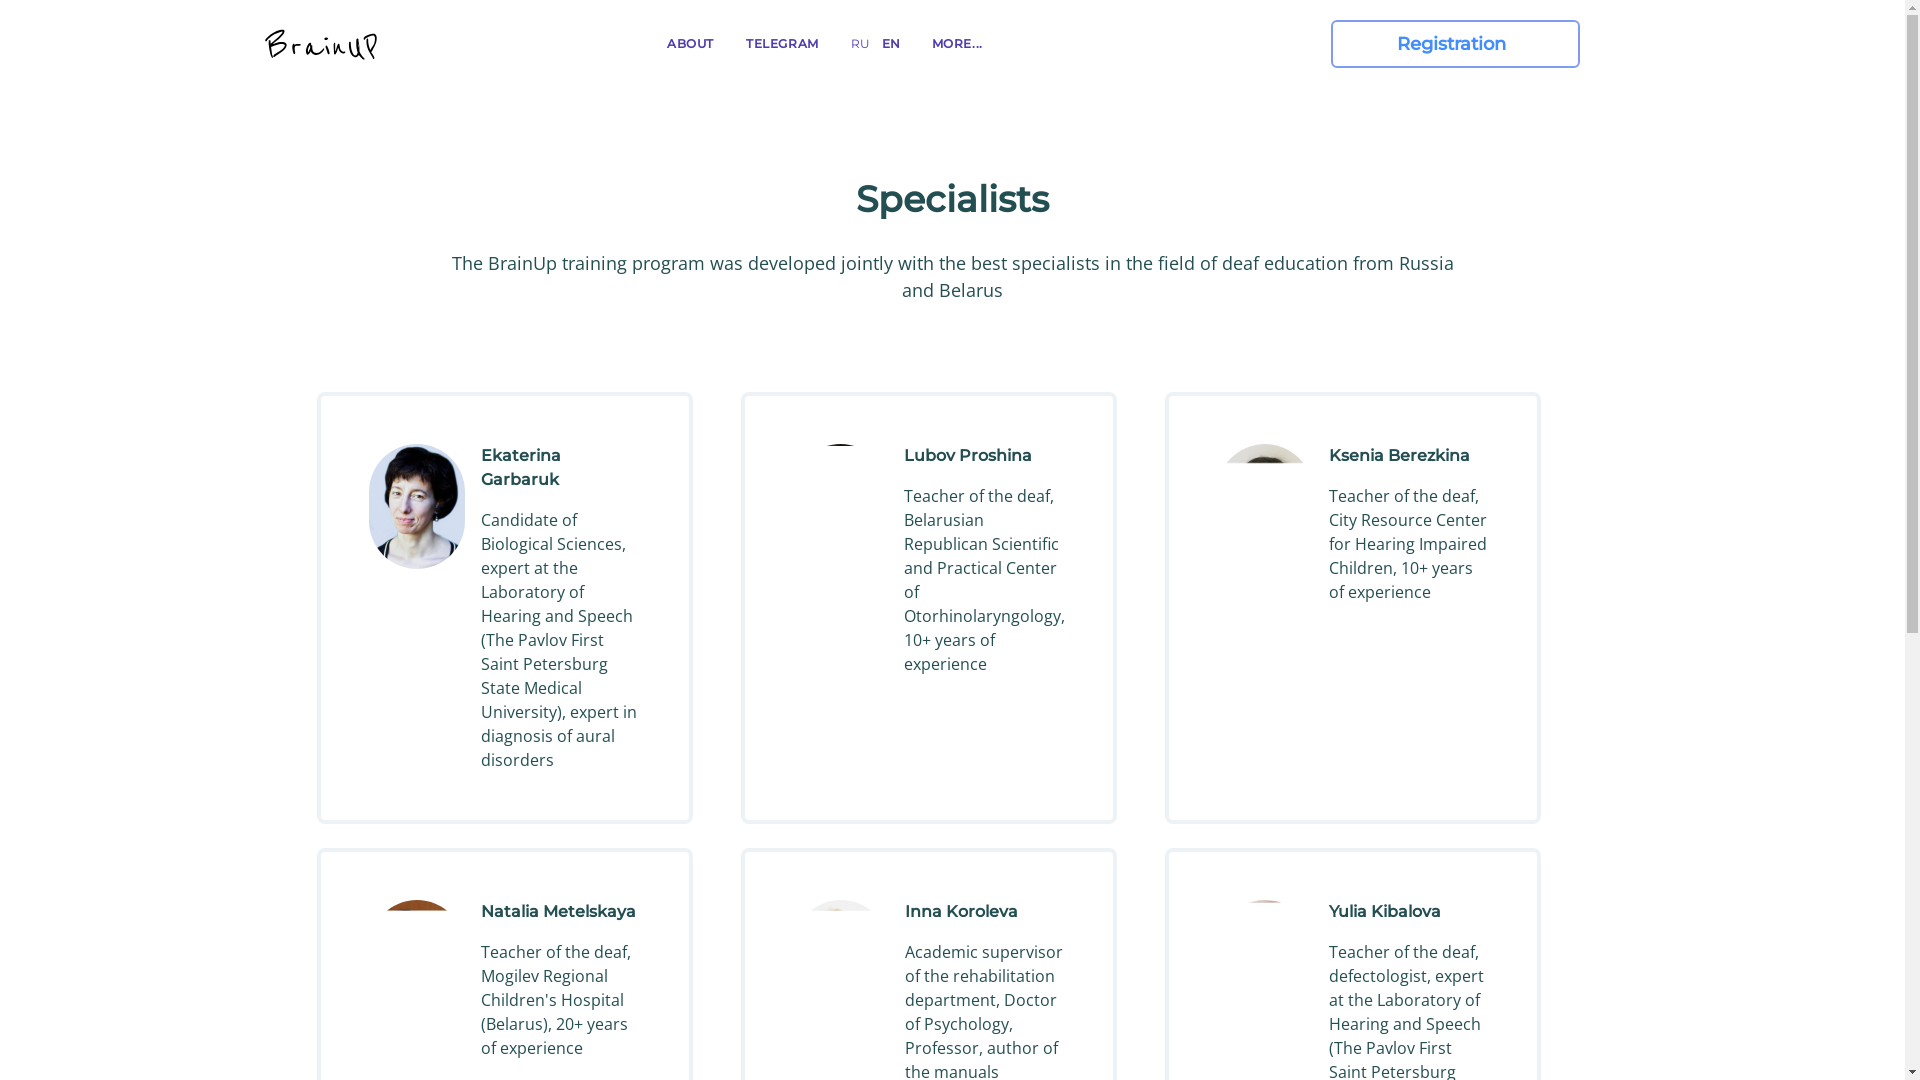 BrainUP
ABOUT
TELEGRAM
RU
EN
MORE...
Registration
Specialists
The BrainUp training program was developed jointly with the best specialists in the field of deaf education from Russia
and Belarus
Ekaterina
Garbaruk
Candidate of
Biological Sciences,
expert at the
Laboratory of
Hearing and Speech
(The Pavlov First
Saint Petersburg
State Medical
University), expert in
diagnosis of aural
disorders
Lubov Proshina
Teacher of the deaf,
Belarusian
Republican Scientific
and Practical Center
of
Otorhinolaryngology,
10+ years of
experience
Ksenia Berezkina
Teacher of the deaf,
City Resource Center
for Hearing Impaired
Children, 10+ years
of experience
Natalia Metelskaya
Teacher of the deaf,
Mogilev Regional
Children's Hospital
(Belarus), 20+ years
of experience
Inna Koroleva
Academic supervisor
of the rehabilitation
department, Doctor
of Psychology,
Professor, author of
the manuals
Yulia Kibalova
Teacher of the deaf,
defectologist, expert
at the Laboratory of
Hearing and Speech
(The Pavlov First
Saint Petersburg